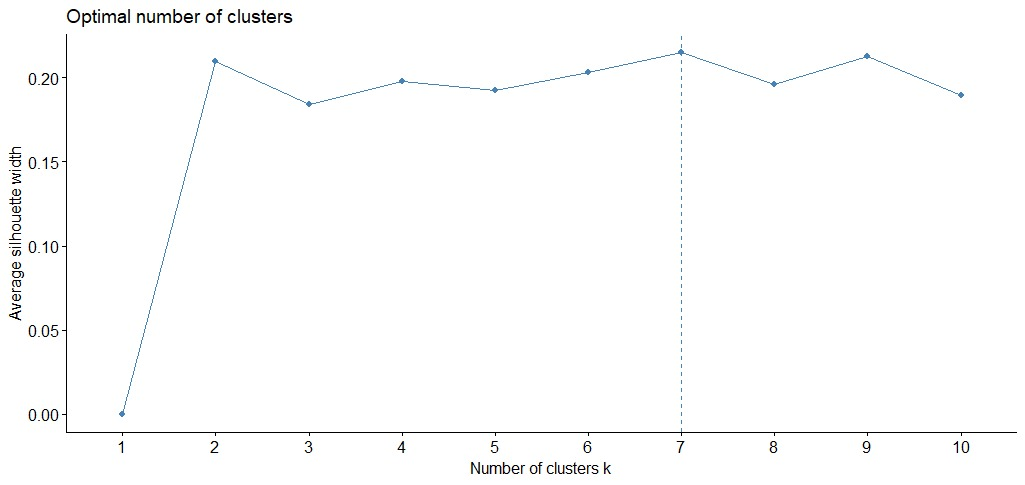 Optimal number of clusters
Average silhouette width
0.20
0.15
0.10
0.05
0.00
1 2 3 4 5 6 7 8 9 10
Number of clusters k